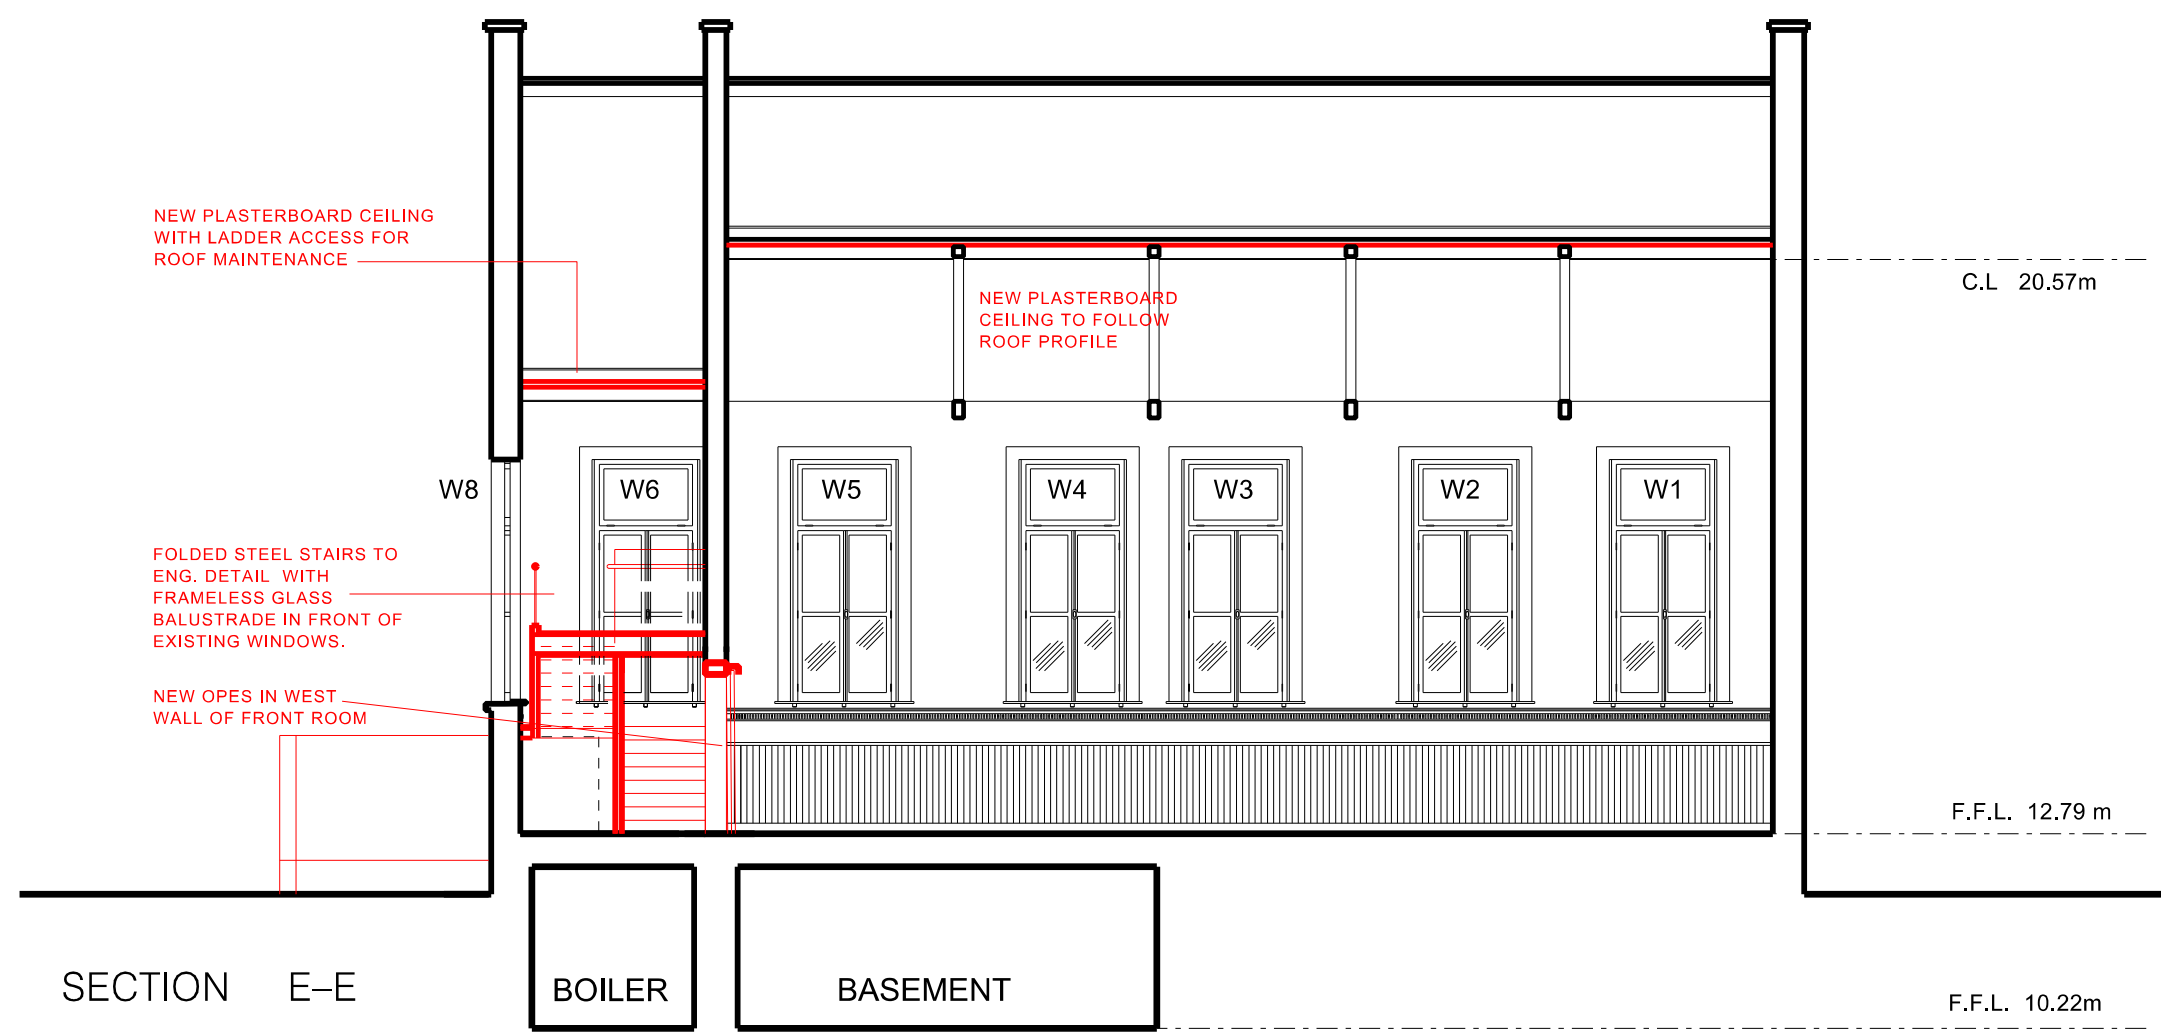 NEW PLASTERBOARD CEILING
WITH LADDER ACCESS FOR
ROOF MAINTENANCE
NEW PLASTERBOARD
CEILING TO FOLLOW
ROOF PROFILE
C.L 20.57m
W8
W6
W5
W4
W3
W2
W1
FOLDED STEEL STAIRS TO
ENG. DETAIL WITH
FRAMELESS GLASS
BALUSTRADE IN FRONT OF
EXISTING WINDOWS.
NEW OPES IN WEST
WALL OF FRONT ROOM
F.F.L. 12.79 m
SECTION E–E
BOILER
BASEMENT
F.F.L. 10.22m